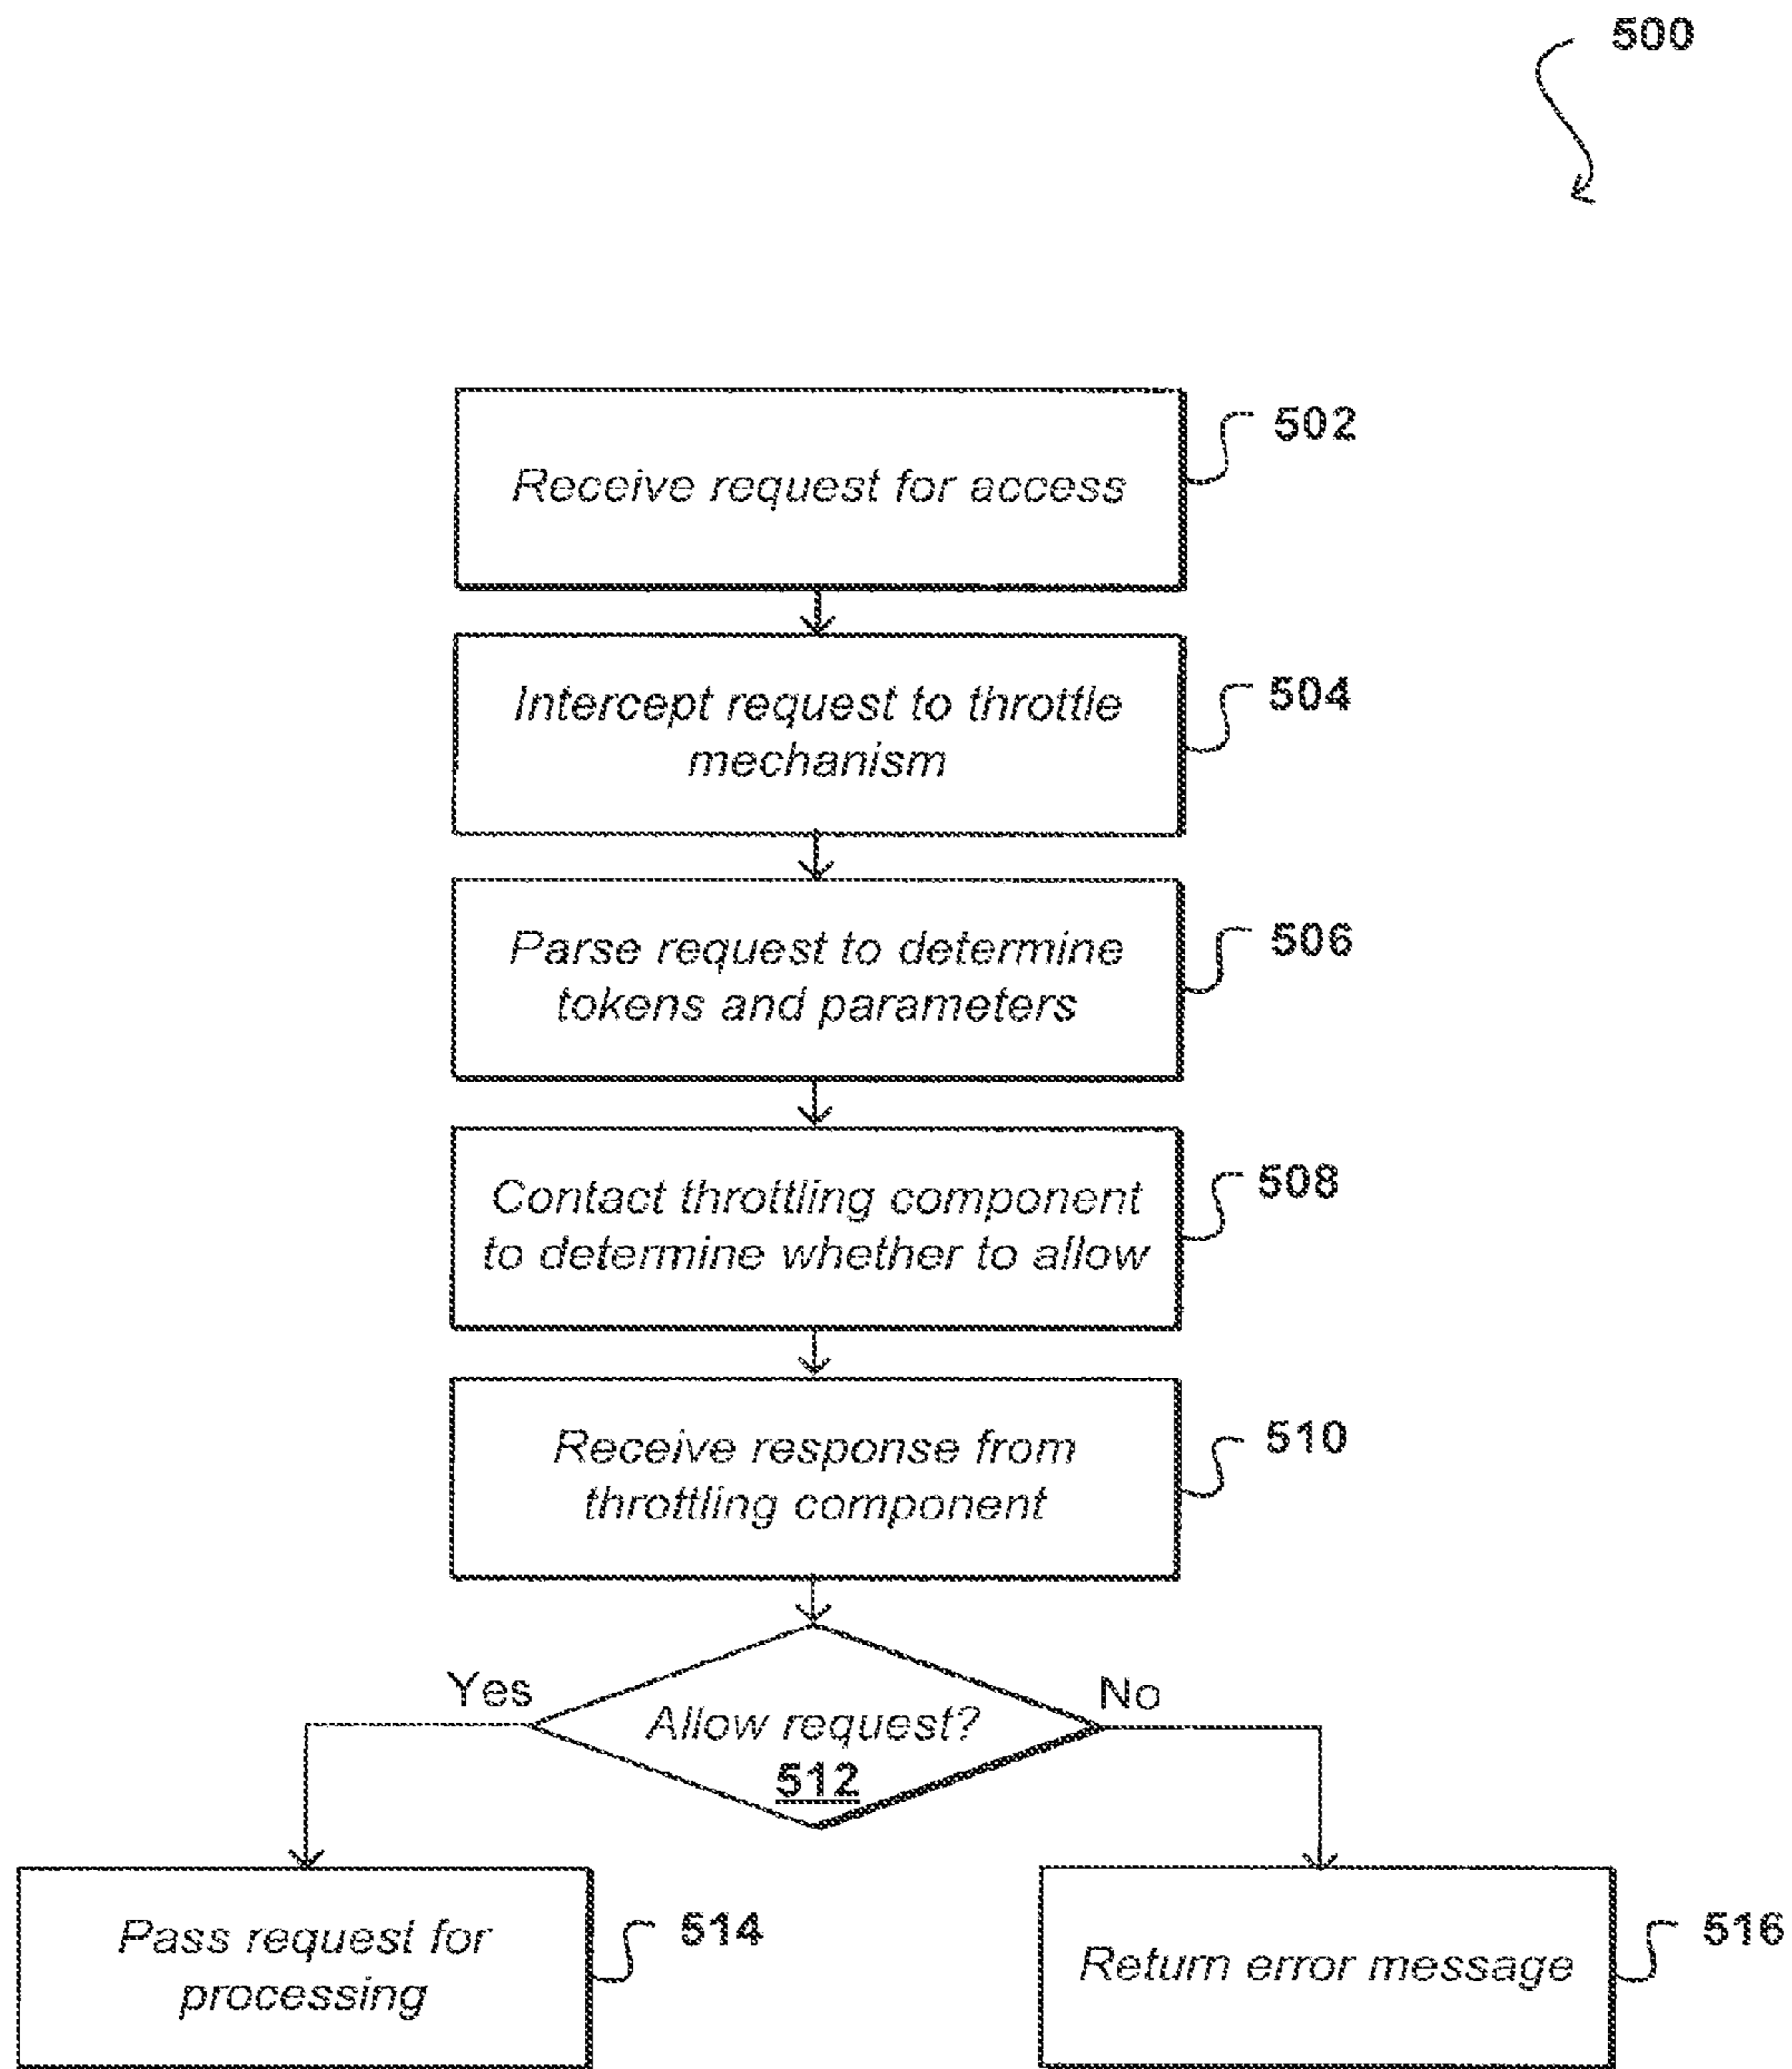 500
Receive request for access
502
Intercept request to throttle
mechanism
504
Parse request to determine
tokens and parameters
506
Contact throttling component
to determine whether to allow
508
Receive response from
throttling component
510
Yes
No
Allow request?
512
Pass request for
processing
514
Return error message
516